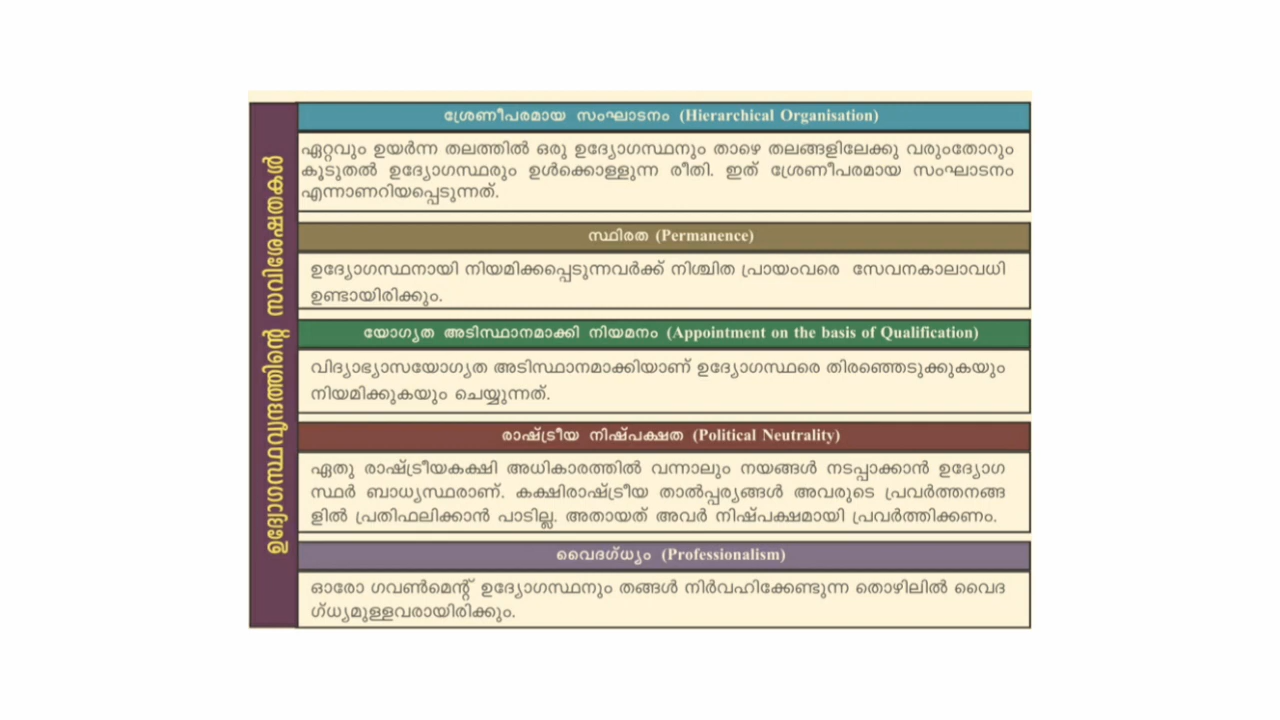 ഉദ്യോഗസ്ഥവൃന്ദത്തിന്റെ സവിശേഷതകൾ
ശ്രേണീപരമായ സംഘാടനം (Hierarchical Organisation)
ഏറ്റവും ഉയർന്ന തലത്തിൽ ഒരു ഉദ്യോഗസ്ഥനും താഴെ തലങ്ങളിലേക്കു വരുംതോറും
കൂടുതൽ ഉദ്യോഗസ്ഥരും ഉൾക്കൊള്ളുന്ന രീതി. ഇത് ശ്രേണീപരമായ സംഘാടനം
എന്നാണറിയപ്പെടുന്നത്.
സ്ഥിരത (Permanence)
ഉദ്യോഗസ്ഥനായി നിയമിക്കപ്പെടുന്നവർക്ക് നിശ്ചിത പ്രായംവരെ സേവനകാലാവധി
ഉണ്ടായിരിക്കും.
യോഗ്യത അടിസ്ഥാനമാക്കി നിയമനം (Appointment on the basis of Qualification)
വിദ്യാഭ്യാസയോഗ്യത അടിസ്ഥാനമാക്കിയാണ് ഉദ്യോഗസ്ഥരെ തിരഞ്ഞെടുക്കുകയും
നിയമിക്കുകയും ചെയ്യുന്നത്.
രാഷ്ട്രീയ നിഷ്പക്ഷത (Political Neutrality)
ഏതു രാഷ്ട്രീയകക്ഷി അധികാരത്തിൽ വന്നാലും നയങ്ങൾ നടപ്പാക്കാൻ ഉദ്യോഗ
സ്ഥർ ബാധ്യസ്ഥരാണ്. കക്ഷിരാഷ്ട്രീയ താൽപ്പര്യങ്ങൾ അവരുടെ പ്രവർത്തനങ്ങ
ളിൽ പ്രതിഫലിക്കാൻ പാടില്ല. അതായത് അവർ നിഷ്പക്ഷമായി പ്രവർത്തിക്കണം.
വൈദഗ്ധ്യം (Professionalism)
ഓരോ ഗവൺമെന്റ് ഉദ്യോഗസ്ഥനും തങ്ങൾ നിർവഹിക്കേണ്ടുന്ന തൊഴിലിൽ വൈദ
ഗ്ധ്യമുള്ളവരായിരിക്കും.